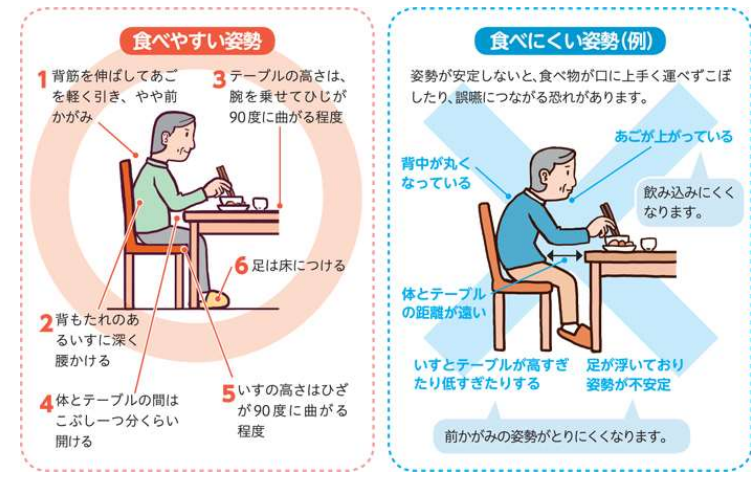 食べやすい姿勢
1 背筋を伸ばしてあご
を軽く引き、やや前
かがみ
3 テーブルの高さは、
腕を乗せてひじが
90度に曲がる程度
6 足は床につける
2 背もたれのあ
るいすに深く
腰かける
4 体とテーブルの間は
こぶし一つ分くらい
開ける
5 いすの高さはひざ
が90度に曲がる
程度
食べにくい姿勢(例)
姿勢が安定しないと、食べ物が口に上手く運べずこぼ
したり、誤嚥につながる恐れがあります。
あごが上がっている
背中が丸く
なっている
飲み込みにくく
なります。
体とテーブル
の距離が遠い
いすとテーブルが高すぎ
たり低すぎたりする
足が浮いており
姿勢が不安定
前かがみの姿勢がとりにくくなります。